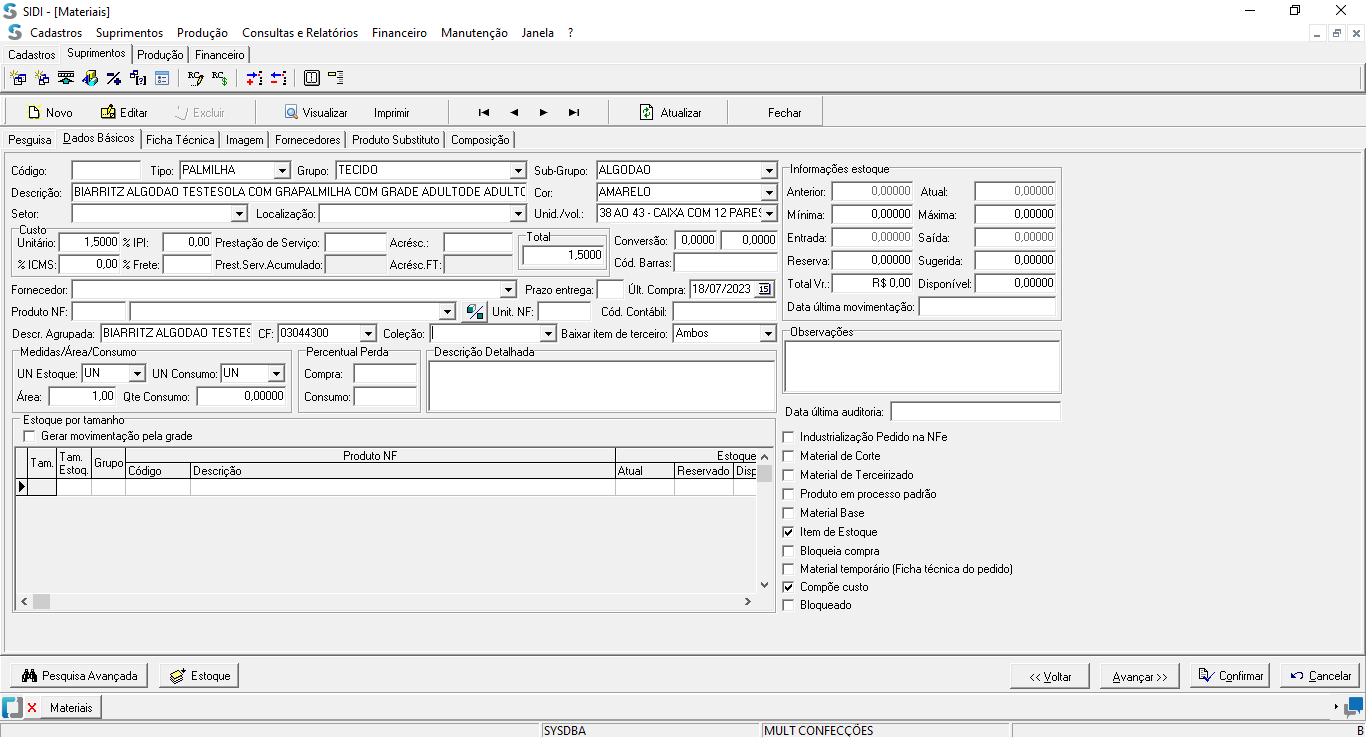 SIDI - [Materiais]
Cadastros Suprimentos Produção Consultas e Relatórios Financeiro Manutenção Janela ?
Cadastros Suprimentos Produção Financeiro
Novo Editar Excluir Visualizar Imprimir Atualizar Fechar
Pesquisa Dados Básicos Ficha Técnica Imagem Fornecedores Produto Substituto Composição
Código: Tipo: PALMILHA Grupo: TECIDO Sub-Grupo: ALGODAO
Descrição: BIARRITZ ALGODAO TESTESOLA COM GRAPALMILHA COM GRADE ADULTODE ADULTO Cor: AMARELO
Setor: Localização: Unid./vol.: 38 AO 43 - CAIXA COM 12 PARES
Custo
Unitário: 1,5000 % IPI: 0,00 Prestação de Serviço: Acrésc.: Total 1,5000 Conversão: 0,0000 0,0000
% ICMS: 0,00 % Frete: Prest.Serv.Acumulado: Acrésc.FT: Cód. Barras:
Fornecedor: Prazo entrega: Últ. Compra: 18/07/2023 15
Produto NF: Unit. NF: Cód. Contábil:
Descr. Agrupada: BIARRITZ ALGODAO TESTES CF: 03044300 Coleção: Baixar item de terceiro: Ambos
Medidas/Área/Consumo
UN Estoque: UN UN Consumo: UN
Área: 1,00 Qte Consumo: 0,00000
Percentual Perda
Compra:
Consumo:
Descrição Detalhada
Estoque por tamanho
Gerar movimentação pela grade
Tam. Tam. Estoq. Grupo Produto NF Estoque
Código Descrição Atual Reservado Disp
Informações estoque
Anterior: 0,00000 Atual: 0,00000
Mínima: 0,00000 Máxima: 0,00000
Entrada: 0,00000 Saída: 0,00000
Reserva: 0,00000 Sugerida: 0,00000
Total Vr.: R$ 0,00 Disponível: 0,00000
Data última movimentação:
Observações
Data última auditoria:
Industrialização Pedido na NFe
Material de Corte
Material de Terceirizado
Produto em processo padrão
Material Base
Item de Estoque
Bloqueia compra
Material temporário (Ficha técnica do pedido)
Compõe custo
Bloqueado
Pesquisa Avançada Estoque << Voltar Avançar >> Confirmar Cancelar
Materiais
SYSDBA MULT CONFECÇÕES B